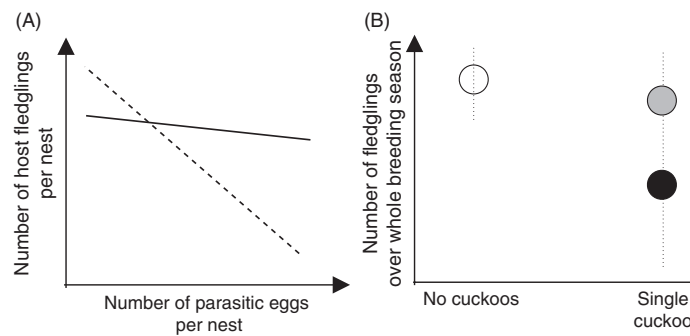 (A)
Number of host fledglings
per nest
Number of parasitic eggs
per nest
(B)
Number of fledglings
over whole breeding season
No cuckoos
Single
cuckoo